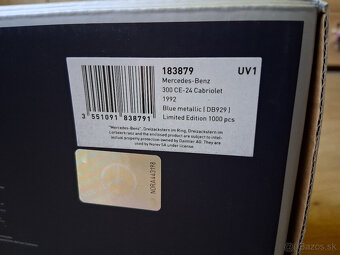 183879 UV1
Mercedes-Benz
300 CE-24 Cabriolet
1992
Blue metallic (DB929)
Limited Edition 1000 pcs
3 551091 838791
"Mercedes-Benz", Dreizackstern im Ring, Dreizackstern im
Lorbeerkranz and the enclosed product are subject to intel-
lectual property protection owned by Daimler AG. They are
used by Norev SA under license.
bazos.sk